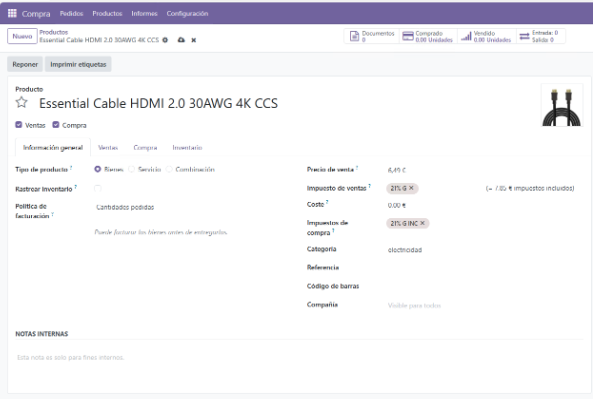 Compra Pedidos Productos Informes Configuración
Nuevo
Productos
Essential Cable HDMI 2.0 30AWG 4K CCS
Documentos
0
Comprado
0,00 Unidades
Vendido
0,00 Unidades
Entrada: 0
Salida: 0
Reponer Imprimir etiquetas
Producto
Essential Cable HDMI 2.0 30AWG 4K CCS
Ventas Compra
Información general Ventas Compra Inventario
Tipo de producto ? Bienes Servicio Combinación
Rastrear inventario ?
Política de
facturación ?
Cantidades pedidas
Puede facturar los bienes antes de entregarlos.
Precio de venta ?
Impuesto de ventas ? 21% G × impuestos incluidos)
Coste ? 0,00 €
Impuestos de
compra ?
21% G INC ×
Categoría electricidad
Referencia
Código de barras
Compañía Visible para todos
NOTAS INTERNAS
Esta nota es solo para fines internos.